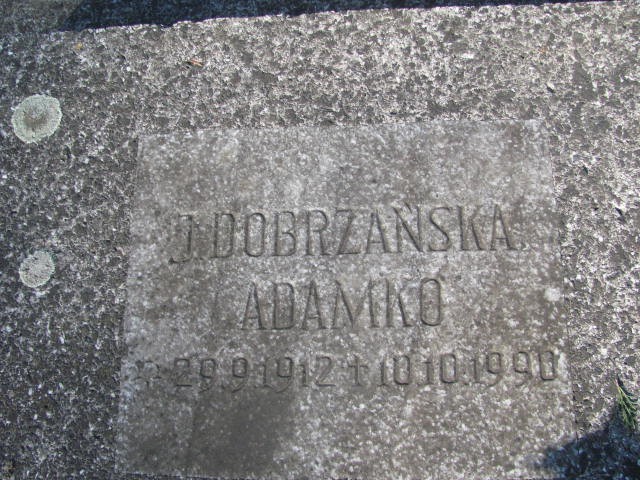 J. DOBRZAŃSKA
ADAMKO
* 29.9.1912 + 10.10.1990